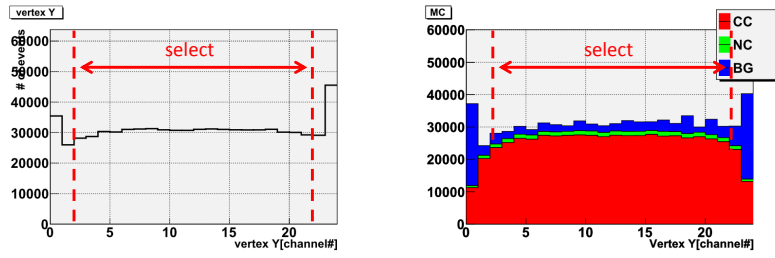 vertex Y
# of events
60000
50000
40000
30000
20000
10000
0
select
0 5 10 15 20
vertex Y[channel#]
MC
60000
50000
40000
30000
20000
10000
0
select
CC
NC
BG
0 5 10 15 20
Vertex Y[channel#]